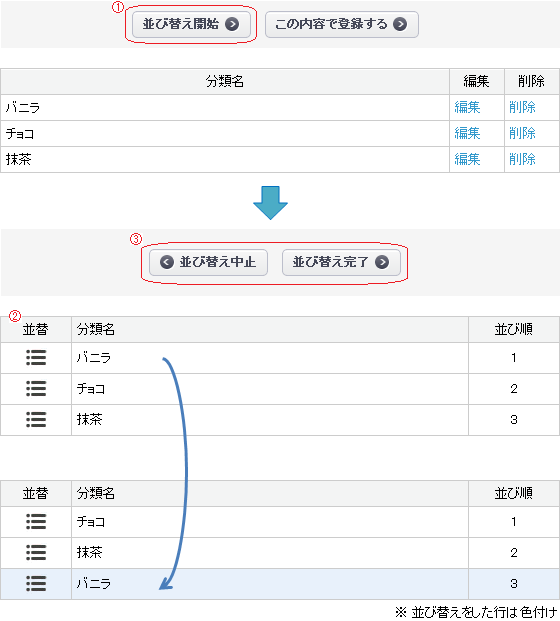 ① 並び替え開始 この内容で登録する
分類名 編集 削除
バニラ 編集 削除
チョコ 編集 削除
抹茶 編集 削除
③ 並び替え中止 並び替え完了
②
並替 分類名 並び順
バニラ 1
チョコ 2
抹茶 3
並替 分類名 並び順
チョコ 1
抹茶 2
バニラ 3
※ 並び替えをした行は色付け